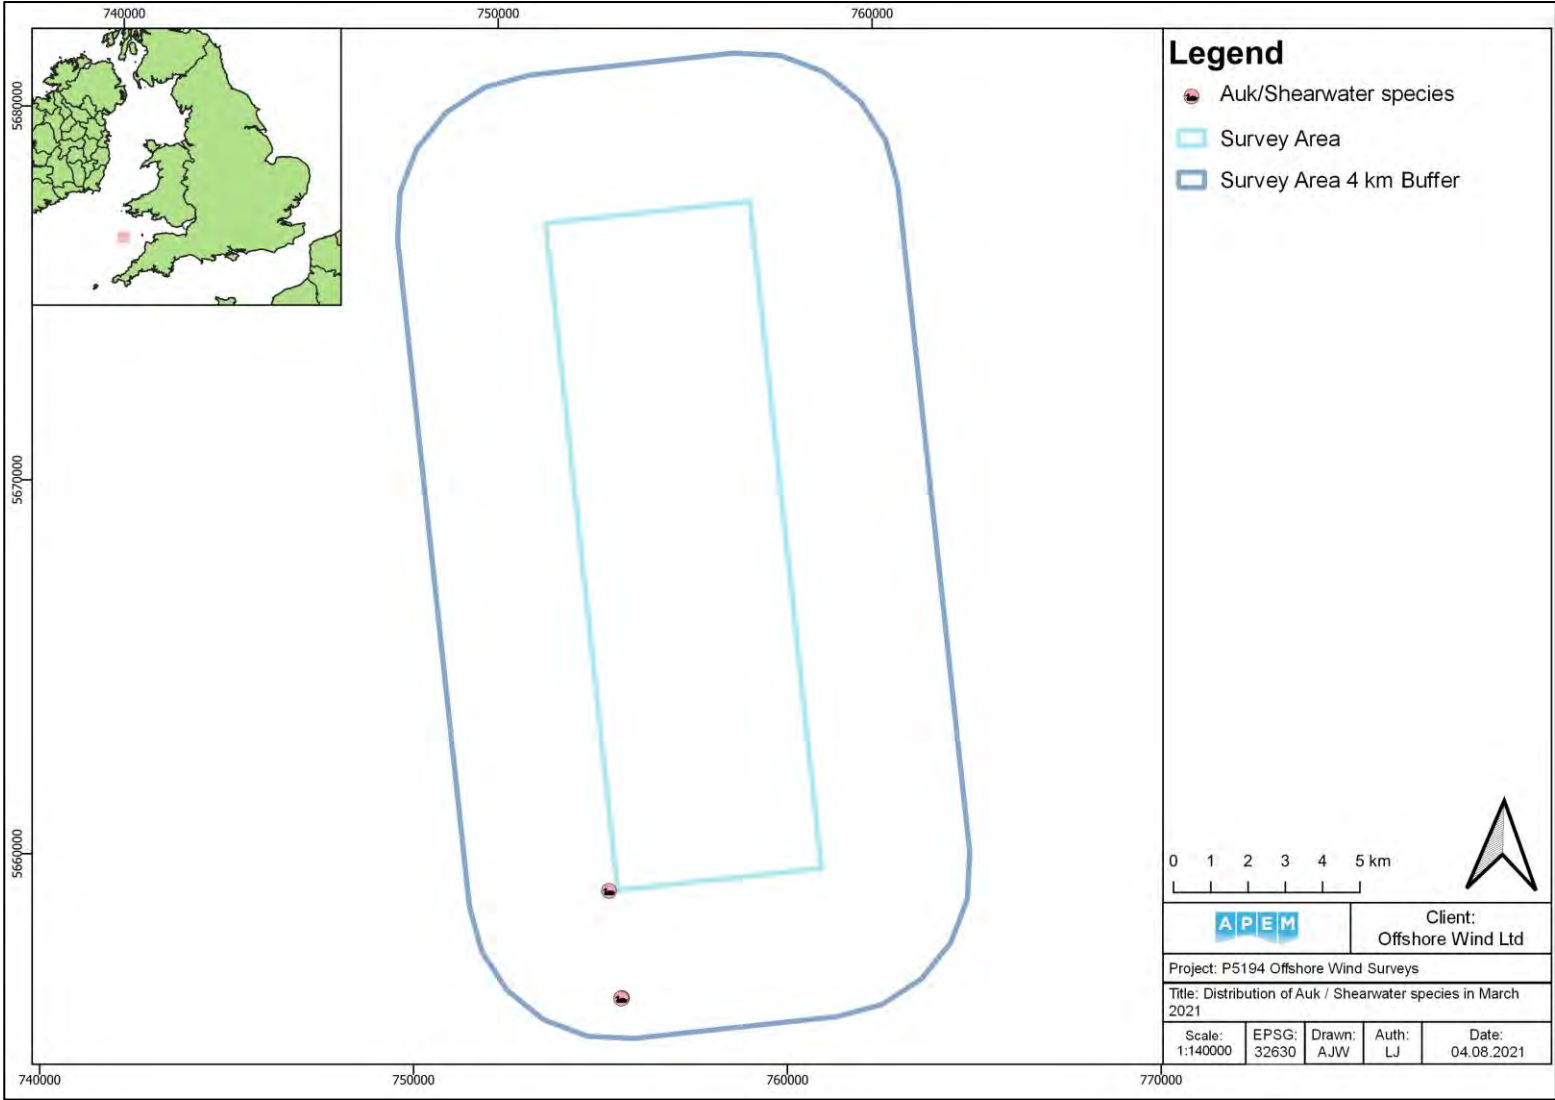 740000
750000
760000
5680000
5670000
5660000
Legend
Auk/Shearwater species
Survey Area
Survey Area 4 km Buffer
0 1 2 3 4 5 km
APEM
Client:
Offshore Wind Ltd
Project: P5194 Offshore Wind Surveys
Title: Distribution of Auk / Shearwater species in March
2021
Scale:
1:140000
EPSG:
32630
Drawn:
AJW
Auth:
LJ
Date:
04.08.2021
740000
750000
760000
770000